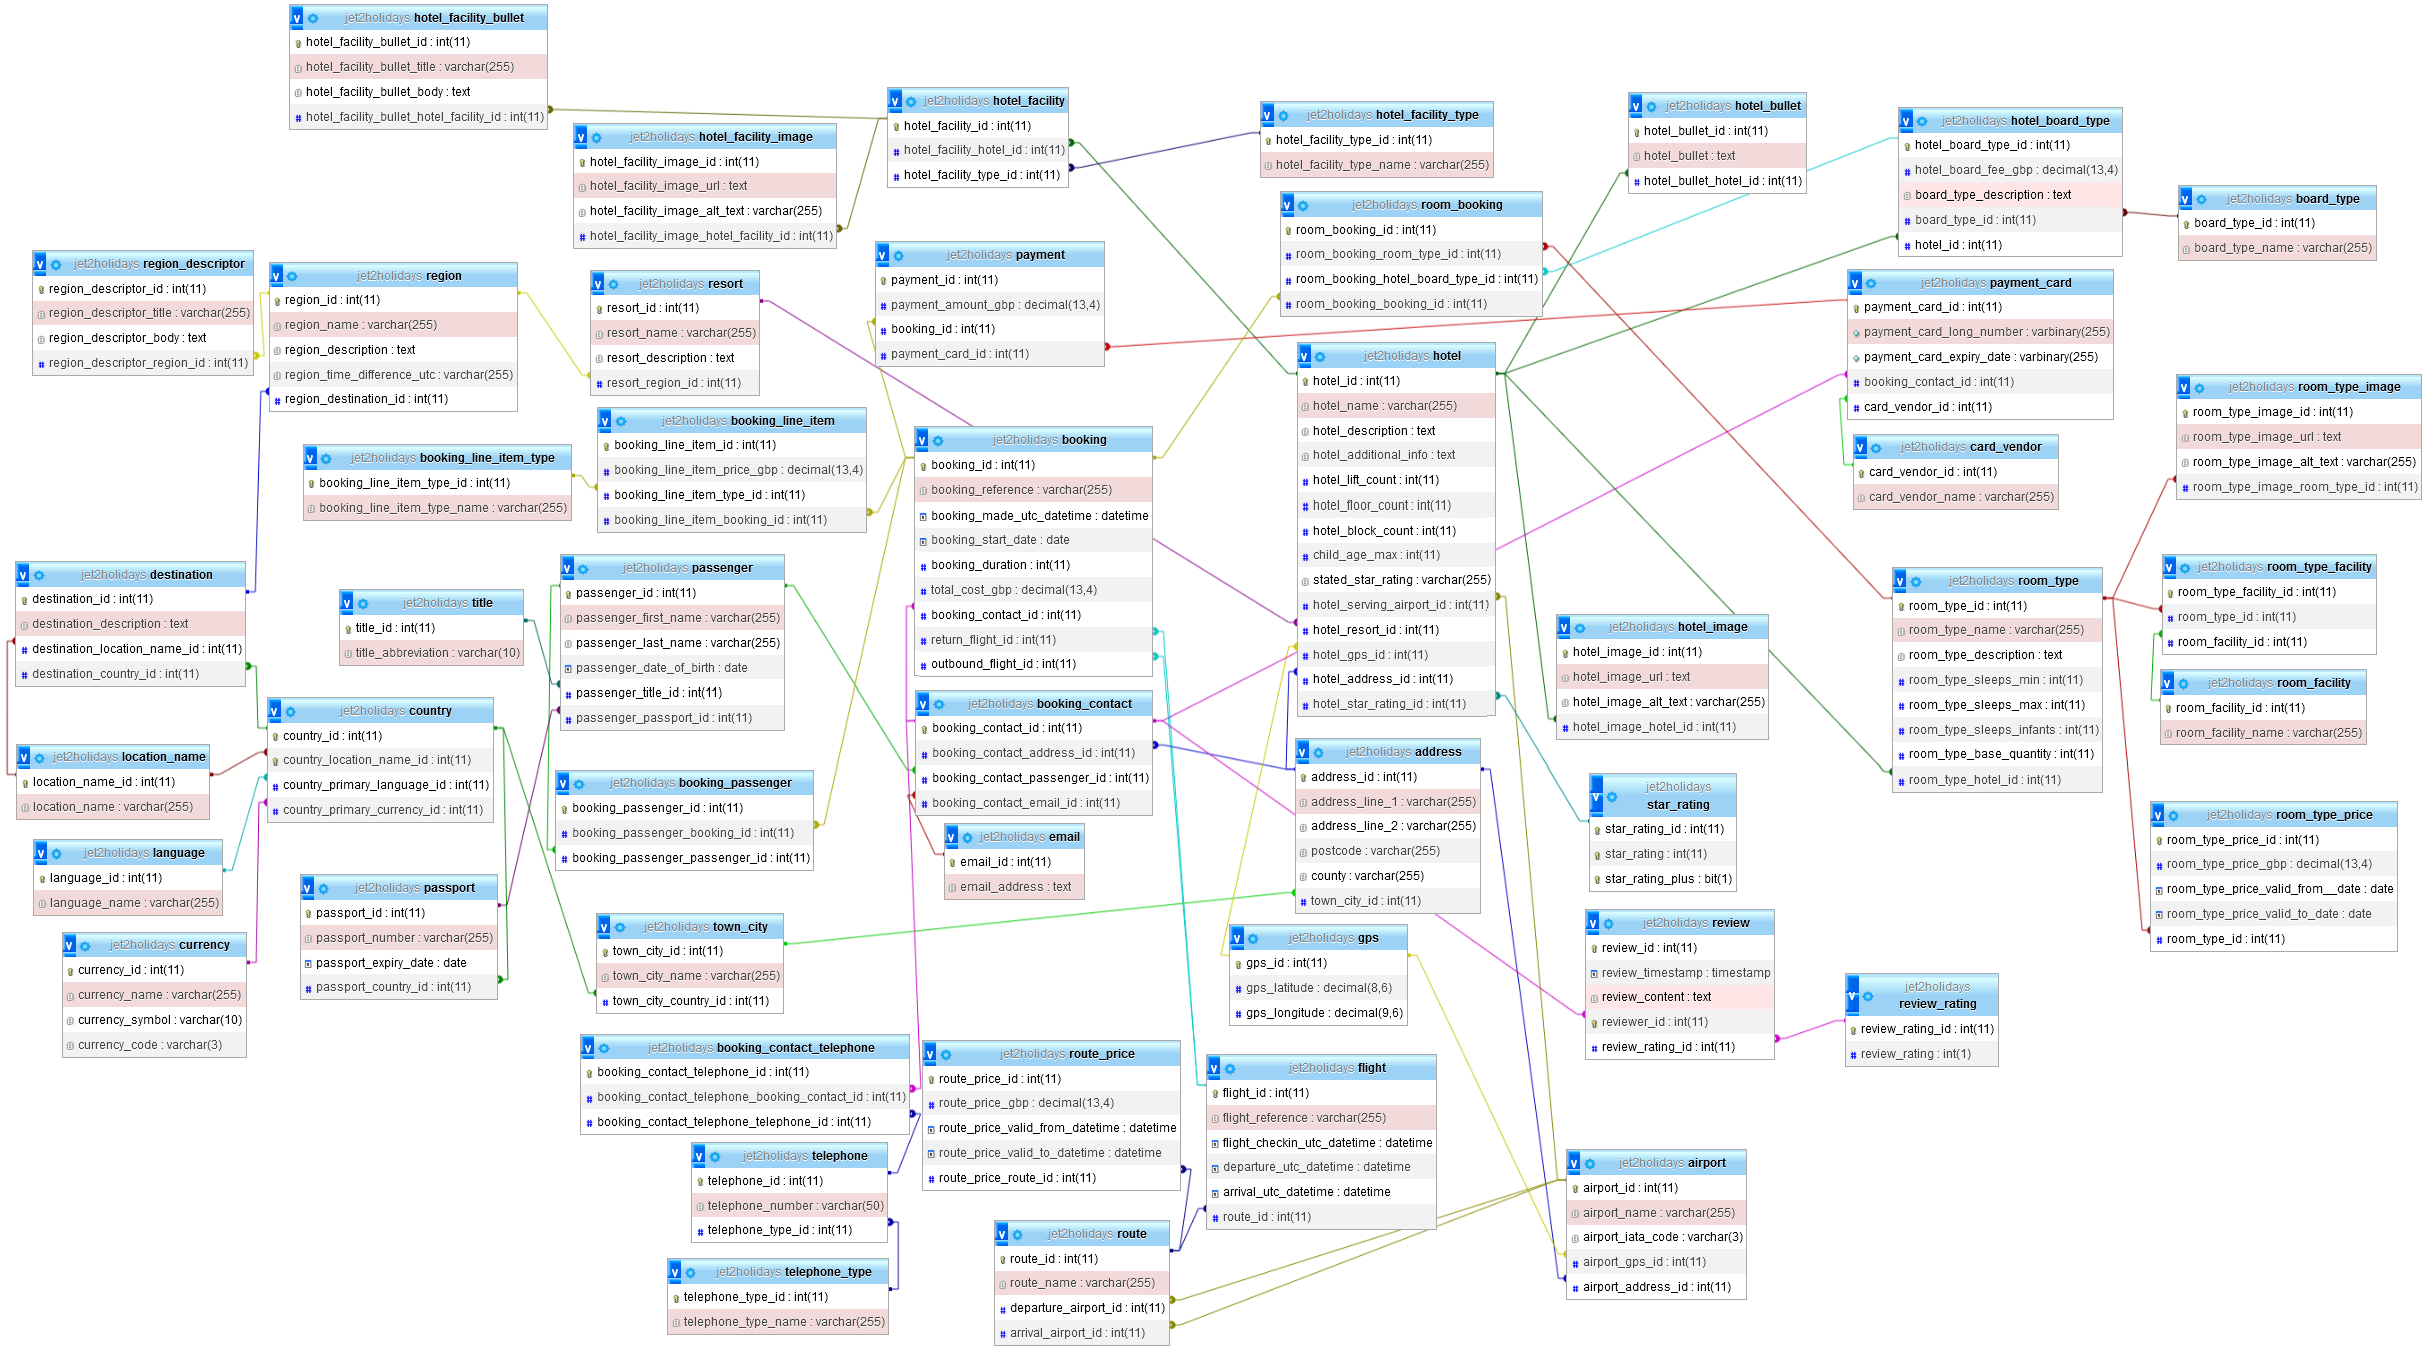 jet2holidays hotel_facility_bullet
hotel_facility_bullet_id : int(11)
hotel_facility_bullet_title : varchar(255)
hotel_facility_bullet_body : text
hotel_facility_bullet_hotel_facility_id : int(11)
jet2holidays hotel_facility_image
hotel_facility_image_id : int(11)
hotel_facility_image_url : text
hotel_facility_image_alt_text : varchar(255)
hotel_facility_image_hotel_facility_id : int(11)
jet2holidays hotel_facility
hotel_facility_id : int(11)
hotel_facility_hotel_id : int(11)
hotel_facility_type_id : int(11)
jet2holidays hotel_facility_type
hotel_facility_type_id : int(11)
hotel_facility_type_name : varchar(255)
jet2holidays hotel_bullet
hotel_bullet_id : int(11)
hotel_bullet : text
hotel_bullet_hotel_id : int(11)
jet2holidays hotel_board_type
hotel_board_type_id : int(11)
hotel_board_fee_gbp : decimal(13,4)
board_type_description : text
board_type_id : int(11)
hotel_id : int(11)
jet2holidays board_type
board_type_id : int(11)
board_type_name : varchar(255)
jet2holidays room_booking
room_booking_id : int(11)
room_booking_room_type_id : int(11)
room_booking_hotel_board_type_id : int(11)
room_booking_booking_id : int(11)
jet2holidays region_descriptor
region_descriptor_id : int(11)
region_descriptor_title : varchar(255)
region_descriptor_body : text
region_descriptor_region_id : int(11)
jet2holidays region
region_id : int(11)
region_name : varchar(255)
region_description : text
region_time_difference_utc : varchar(255)
region_destination_id : int(11)
jet2holidays resort
resort_id : int(11)
resort_name : varchar(255)
resort_description : text
resort_region_id : int(11)
jet2holidays payment
payment_id : int(11)
payment_amount_gbp : decimal(13,4)
booking_id : int(11)
payment_card_id : int(11)
jet2holidays payment_card
payment_card_id : int(11)
payment_card_long_number : varbinary(255)
payment_card_expiry_date : varbinary(255)
booking_contact_id : int(11)
card_vendor_id : int(11)
jet2holidays card_vendor
card_vendor_id : int(11)
card_vendor_name : varchar(255)
jet2holidays room_type_image
room_type_image_id : int(11)
room_type_image_url : text
room_type_image_alt_text : varchar(255)
room_type_image_room_type_id : int(11)
jet2holidays hotel
hotel_id : int(11)
hotel_name : varchar(255)
hotel_description : text
hotel_additional_info : text
hotel_lift_count : int(11)
hotel_floor_count : int(11)
hotel_block_count : int(11)
child_age_max : int(11)
stated_star_rating : varchar(255)
hotel_serving_airport_id : int(11)
hotel_resort_id : int(11)
hotel_gps_id : int(11)
hotel_address_id : int(11)
hotel_star_rating_id : int(11)
jet2holidays booking_line_item_type
booking_line_item_type_id : int(11)
booking_line_item_type_name : varchar(255)
jet2holidays booking_line_item
booking_line_item_id : int(11)
booking_line_item_price_gbp : decimal(13,4)
booking_line_item_type_id : int(11)
booking_line_item_booking_id : int(11)
jet2holidays booking
booking_id : int(11)
booking_reference : varchar(255)
booking_made_utc_datetime : datetime
booking_start_date : date
booking_duration : int(11)
total_cost_gbp : decimal(13,4)
booking_contact_id : int(11)
return_flight_id : int(11)
outbound_flight_id : int(11)
jet2holidays destination
destination_id : int(11)
destination_description : text
destination_location_name_id : int(11)
destination_country_id : int(11)
jet2holidays title
title_id : int(11)
title_abbreviation : varchar(10)
jet2holidays passenger
passenger_id : int(11)
passenger_first_name : varchar(255)
passenger_last_name : varchar(255)
passenger_date_of_birth : date
passenger_title_id : int(11)
passenger_passport_id : int(11)
jet2holidays hotel_image
hotel_image_id : int(11)
hotel_image_url : text
hotel_image_alt_text : varchar(255)
hotel_image_hotel_id : int(11)
jet2holidays room_type
room_type_id : int(11)
room_type_name : varchar(255)
room_type_description : text
room_type_sleeps_min : int(11)
room_type_sleeps_max : int(11)
room_type_sleeps_infants : int(11)
room_type_base_quantity : int(11)
room_type_hotel_id : int(11)
jet2holidays room_type_facility
room_type_facility_id : int(11)
room_type_id : int(11)
room_facility_id : int(11)
jet2holidays room_facility
room_facility_id : int(11)
room_facility_name : varchar(255)
jet2holidays location_name
location_name_id : int(11)
location_name : varchar(255)
jet2holidays country
country_id : int(11)
country_location_name_id : int(11)
country_primary_language_id : int(11)
country_primary_currency_id : int(11)
jet2holidays booking_passenger
booking_passenger_id : int(11)
booking_passenger_booking_id : int(11)
booking_passenger_passenger_id : int(11)
jet2holidays booking_contact
booking_contact_id : int(11)
booking_contact_address_id : int(11)
booking_contact_passenger_id : int(11)
booking_contact_email_id : int(11)
jet2holidays email
email_id : int(11)
email_address : text
jet2holidays address
address_id : int(11)
address_line_1 : varchar(255)
address_line_2 : varchar(255)
postcode : varchar(255)
county : varchar(255)
town_city_id : int(11)
jet2holidays
star_rating
star_rating_id : int(11)
star_rating : int(11)
star_rating_plus : bit(1)
jet2holidays room_type_price
room_type_price_id : int(11)
room_type_price_gbp : decimal(13,4)
room_type_price_valid_from__date : date
room_type_price_valid_to_date : date
room_type_id : int(11)
jet2holidays language
language_id : int(11)
language_name : varchar(255)
jet2holidays currency
currency_id : int(11)
currency_name : varchar(255)
currency_symbol : varchar(10)
currency_code : varchar(3)
jet2holidays passport
passport_id : int(11)
passport_number : varchar(255)
passport_expiry_date : date
passport_country_id : int(11)
jet2holidays town_city
town_city_id : int(11)
town_city_name : varchar(255)
town_city_country_id : int(11)
jet2holidays gps
gps_id : int(11)
gps_latitude : decimal(8,6)
gps_longitude : decimal(9,6)
jet2holidays review
review_id : int(11)
review_timestamp : timestamp
review_content : text
reviewer_id : int(11)
review_rating_id : int(11)
jet2holidays
review_rating
review_rating_id : int(11)
review_rating : int(1)
jet2holidays booking_contact_telephone
booking_contact_telephone_id : int(11)
booking_contact_telephone_booking_contact_id : int(11)
booking_contact_telephone_telephone_id : int(11)
jet2holidays route_price
route_price_id : int(11)
route_price_gbp : decimal(13,4)
route_price_valid_from_datetime : datetime
route_price_valid_to_datetime : datetime
route_price_route_id : int(11)
jet2holidays flight
flight_id : int(11)
flight_reference : varchar(255)
flight_checkin_utc_datetime : datetime
departure_utc_datetime : datetime
arrival_utc_datetime : datetime
route_id : int(11)
jet2holidays telephone
telephone_id : int(11)
telephone_number : varchar(50)
telephone_type_id : int(11)
jet2holidays telephone_type
telephone_type_id : int(11)
telephone_type_name : varchar(255)
jet2holidays route
route_id : int(11)
route_name : varchar(255)
departure_airport_id : int(11)
arrival_airport_id : int(11)
jet2holidays airport
airport_id : int(11)
airport_name : varchar(255)
airport_iata_code : varchar(3)
airport_gps_id : int(11)
airport_address_id : int(11)